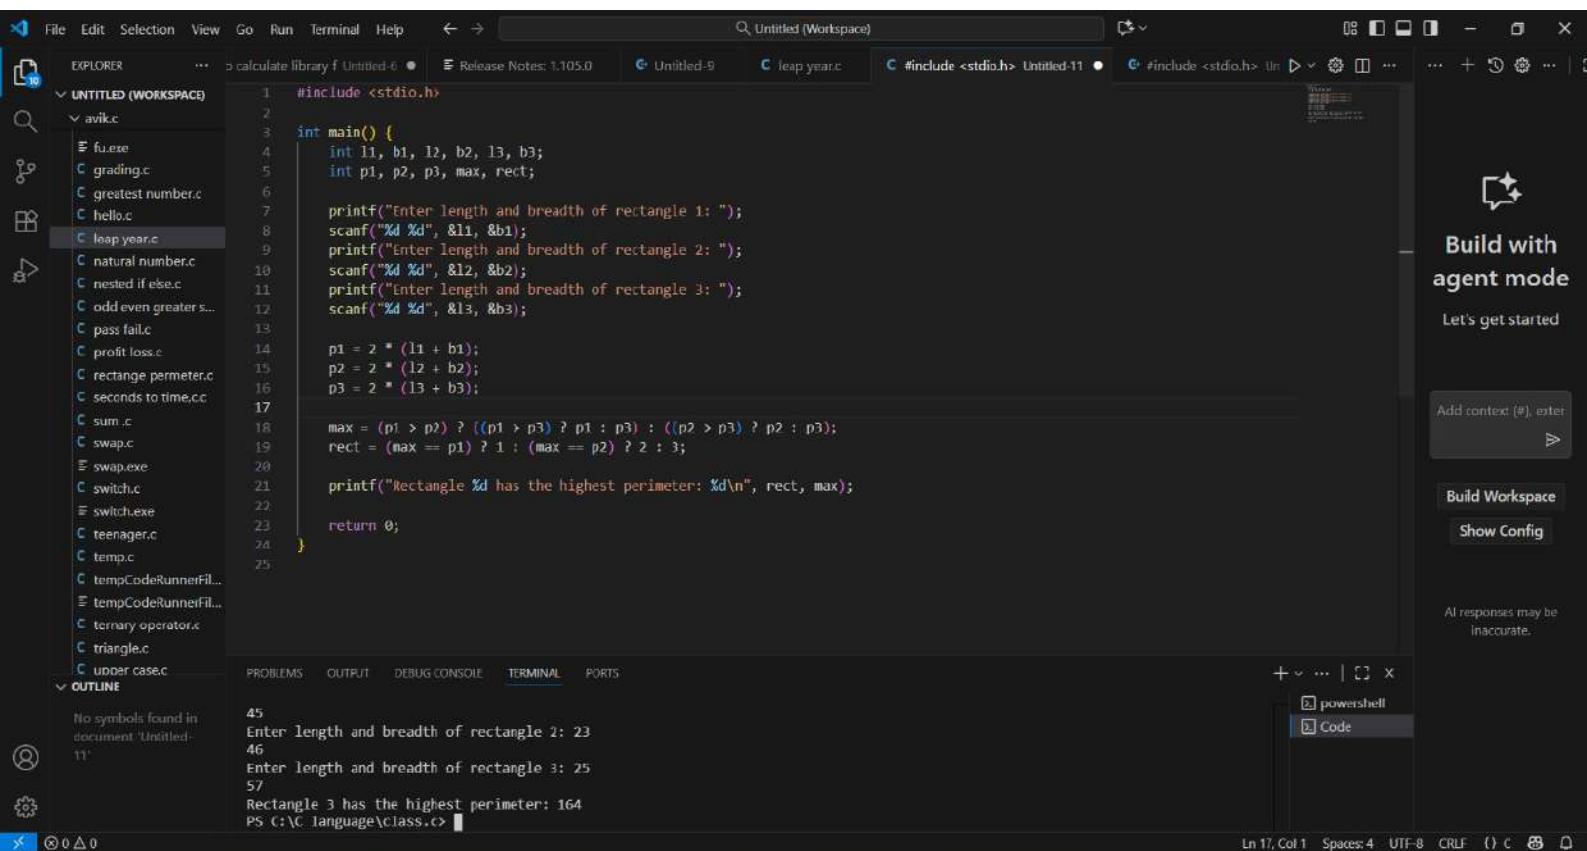 File Edit Selection View Go Run Terminal Help
Untitled (Workspace)
EXPLORER
calculate library f Untitled-6
Release Notes: 1.105.0
Untitled-9
leap year.c
#include <stdio.h> Untitled-11
#include <stdio.h> Un
10
UNTITLED (WORKSPACE)
avik.c
fu.exe
grading.c
greatest number.c
hello.c
leap year.c
natural number.c
nested if else.c
odd even greater s...
pass fail.c
profit loss.c
rectange permeter.c
seconds to time,c.c
sum .c
swap.c
swap.exe
switch.c
switch.exe
teenager.c
temp.c
tempCodeRunnerFil...
tempCodeRunnerFil...
ternary operator.c
triangle.c
upper case.c
OUTLINE
No symbols found in
document 'Untitled-
11'
1 #include <stdio.h>
2
3 int main() {
4 int l1, b1, l2, b2, l3, b3;
5 int p1, p2, p3, max, rect;
6
7 printf("Enter length and breadth of rectangle 1: ");
8 scanf("%d %d", &l1, &b1);
9 printf("Enter length and breadth of rectangle 2: ");
10 scanf("%d %d", &l2, &b2);
11 printf("Enter length and breadth of rectangle 3: ");
12 scanf("%d %d", &l3, &b3);
13
14 p1 = 2 * (l1 + b1);
15 p2 = 2 * (l2 + b2);
16 p3 = 2 * (l3 + b3);
17
18 max = (p1 > p2) ? ((p1 > p3) ? p1 : p3) : ((p2 > p3) ? p2 : p3);
19 rect = (max == p1) ? 1 : (max == p2) ? 2 : 3;
20
21 printf("Rectangle %d has the highest perimeter: %d\n", rect, max);
22
23 return 0;
24 }
25
Build with
agent mode
Let's get started
Add context (#), exter
Build Workspace
Show Config
AI responses may be
inaccurate.
PROBLEMS OUTPUT DEBUG CONSOLE TERMINAL PORTS
45
Enter length and breadth of rectangle 2: 23
46
Enter length and breadth of rectangle 3: 25
57
Rectangle 3 has the highest perimeter: 164
PS C:\C language\class.c>
powershell
Code
0 0
Ln 17, Col 1 Spaces: 4 UTF-8 CRLF {} C